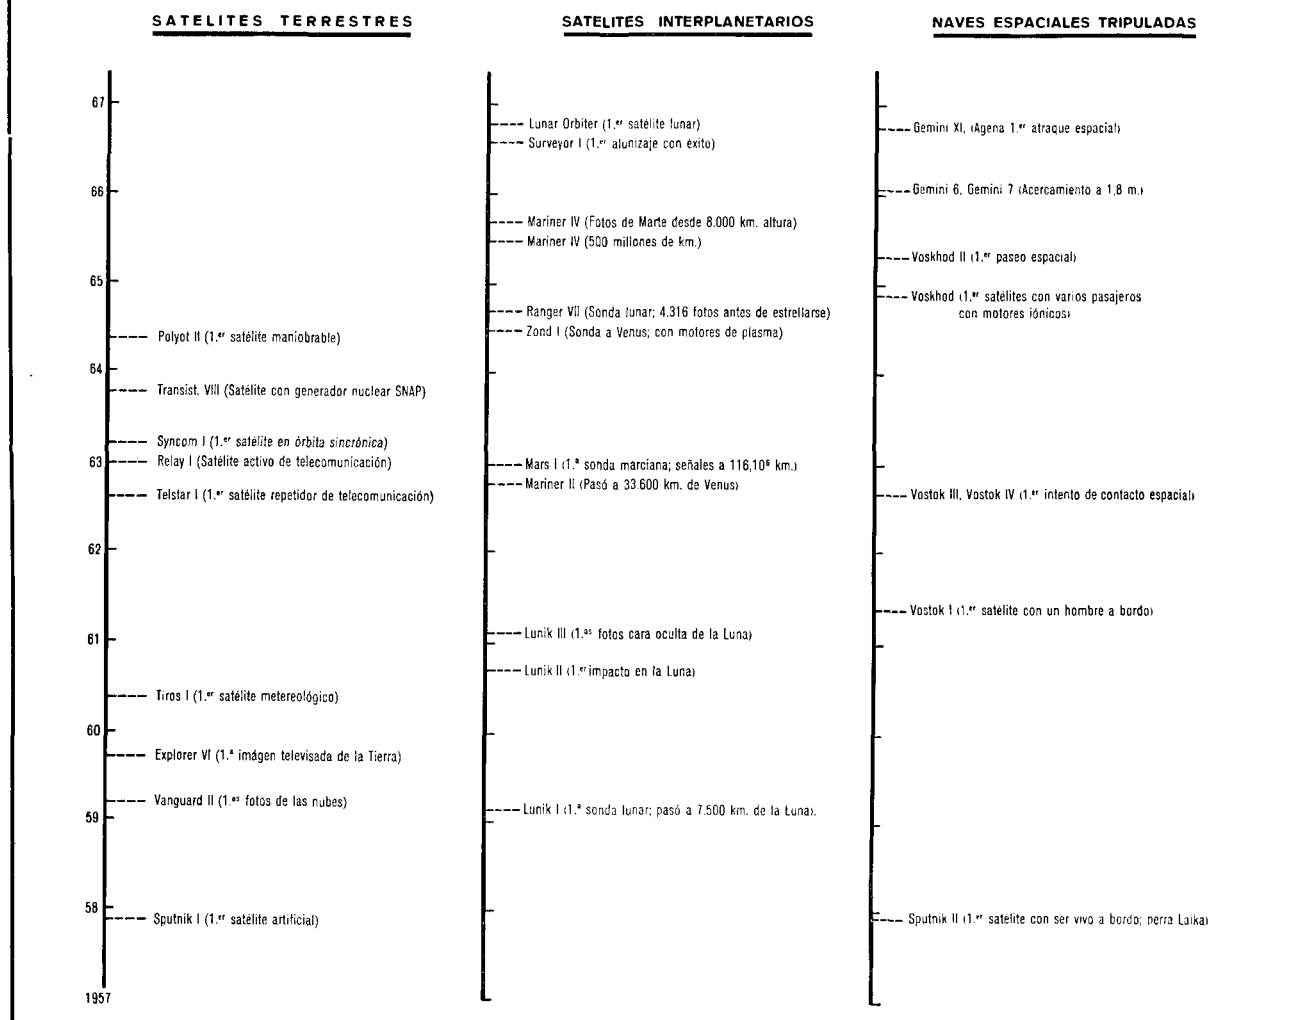 SATELITES TERRESTRES
67
66
65
Polyot II (1.er satélite maniobrable)
64
Transist. VIII (Satélite con generador nuclear SNAP)
Syncom I (1.er satélite en órbita sincrónica)
63
Relay I (Satélite activo de telecomunicación)
Telstar I (1.er satélite repetidor de telecomunicación)
62
61
Tiros I (1.er satélite metereológico)
60
Explorer VI (1.ª imágen televisada de la Tierra)
Vanguard II (1.as fotos de las nubes)
59
58
Sputnik I (1.er satélite artificial)
1957
SATELITES INTERPLANETARIOS
Lunar Orbiter (1.er satélite lunar)
Surveyor I (1.er alunizaje con éxito)
Mariner IV (Fotos de Marte desde 8.000 km. altura)
Mariner IV (500 millones de km.)
Ranger VII (Sonda lunar; 4.316 fotos antes de estrellarse)
Zond I (Sonda a Venus; con motores de plasma)
Mars I (1.ª sonda marciana; señales a 116,10⁶ km.)
Mariner II (Pasó a 33.600 km. de Venus)
Lunik III (1.as fotos cara oculta de la Luna)
Lunik II (1.er impacto en la Luna)
Lunik I (1.ª sonda lunar; pasó a 7.500 km. de la Luna).
NAVES ESPACIALES TRIPULADAS
Gemini XI, (Agena 1.er atraque espacial)
Gemini 6, Gemini 7 (Acercamiento a 1,8 m.)
Voskhod II (1.er paseo espacial)
Voskhod (1.er satélites con varios pasajeros
con motores iónicos)
Vostok III, Vostok IV (1.er intento de contacto espacial)
Vostok I (1.er satélite con un hombre a bordo)
Sputnik II (1.er satelite con ser vivo a bordo; perra Laika)